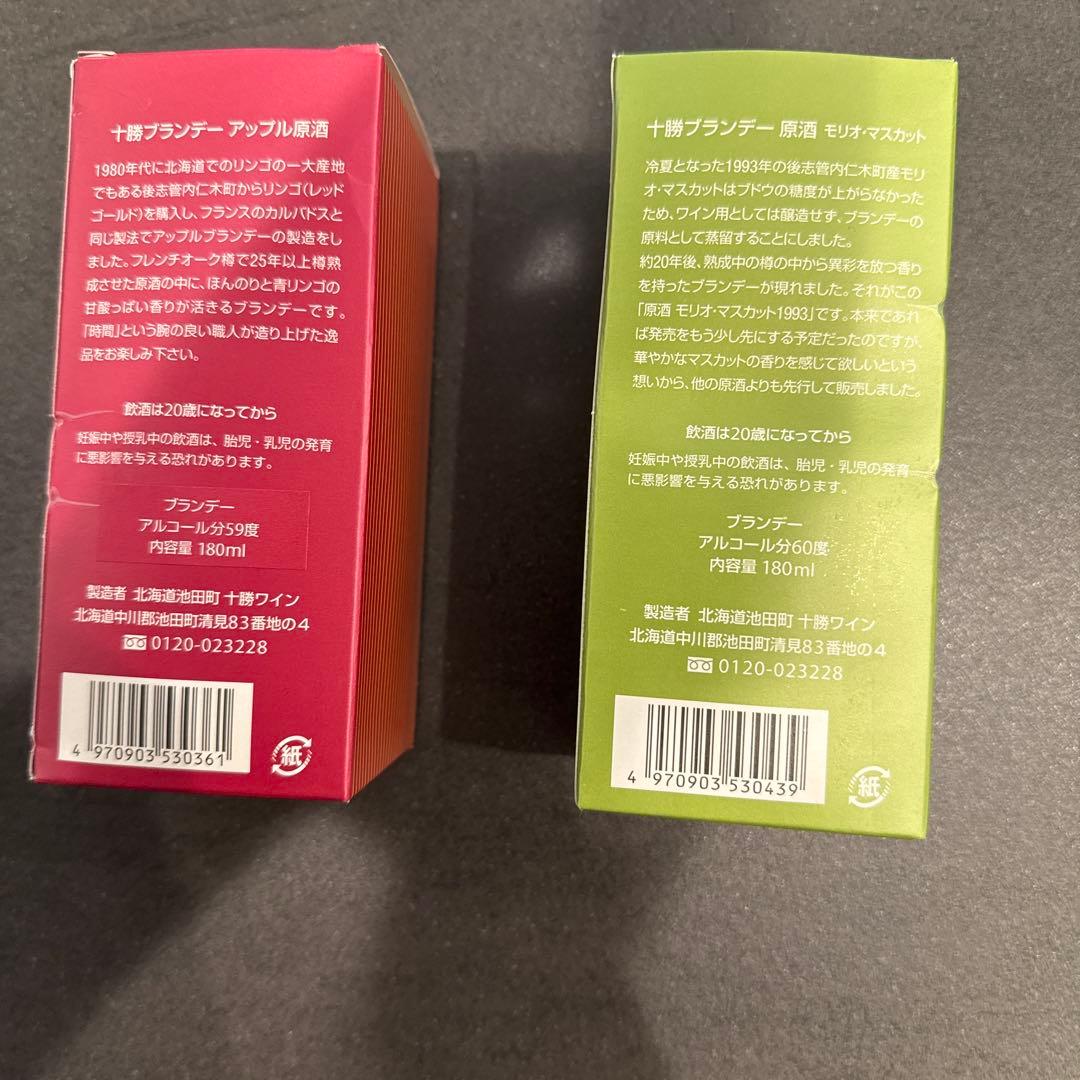 十勝ブランデー アップル原酒
1980年代に北海道でのリンゴの一大産地
でもある後志管内仁木町からリンゴ(レッド
ゴールド)を購入し、フランスのカルバドスと
同じ製法でアップルブランデーの製造をし
ました。フレンチオーク樽で25年以上樽熟
成させた原酒の中に、ほんのりと青リンゴの
甘酸っぱい香りが活きるブランデーです。
「時間」という腕の良い職人が造り上げた逸
品をお楽しみ下さい。
飲酒は20歳になってから
妊娠中や授乳中の飲酒は、胎児・乳児の発育
に悪影響を与える恐れがあります。
ブランデー
アルコール分59度
内容量 180ml
製造者 北海道池田町 十勝ワイン
北海道中川郡池田町清見83番地の4
0120-023228
4 970903 530361
紙
十勝ブランデー 原酒 モリオ・マスカット
冷夏となった1993年の後志管内仁木町産モリ
オ・マスカットはブドウの糖度が上がらなかった
ため、ワイン用としては醸造せず、ブランデーの
原料として蒸留することにしました。
約20年後、熟成中の樽の中から異彩を放つ香り
を持ったブランデーが現れました。それがこの
「原酒 モリオ・マスカット1993」です。本来であれ
ば発売をもう少し先にする予定だったのですが、
華やかなマスカットの香りを感じて欲しいという
想いから、他の原酒よりも先行して販売しました。
飲酒は20歳になってから
妊娠中や授乳中の飲酒は、胎児・乳児の発育
に悪影響を与える恐れがあります。
ブランデー
アルコール分60度
内容量 180ml
製造者 北海道池田町 十勝ワイン
北海道中川郡池田町清見83番地の4
0120-023228
4 970903 530439
紙